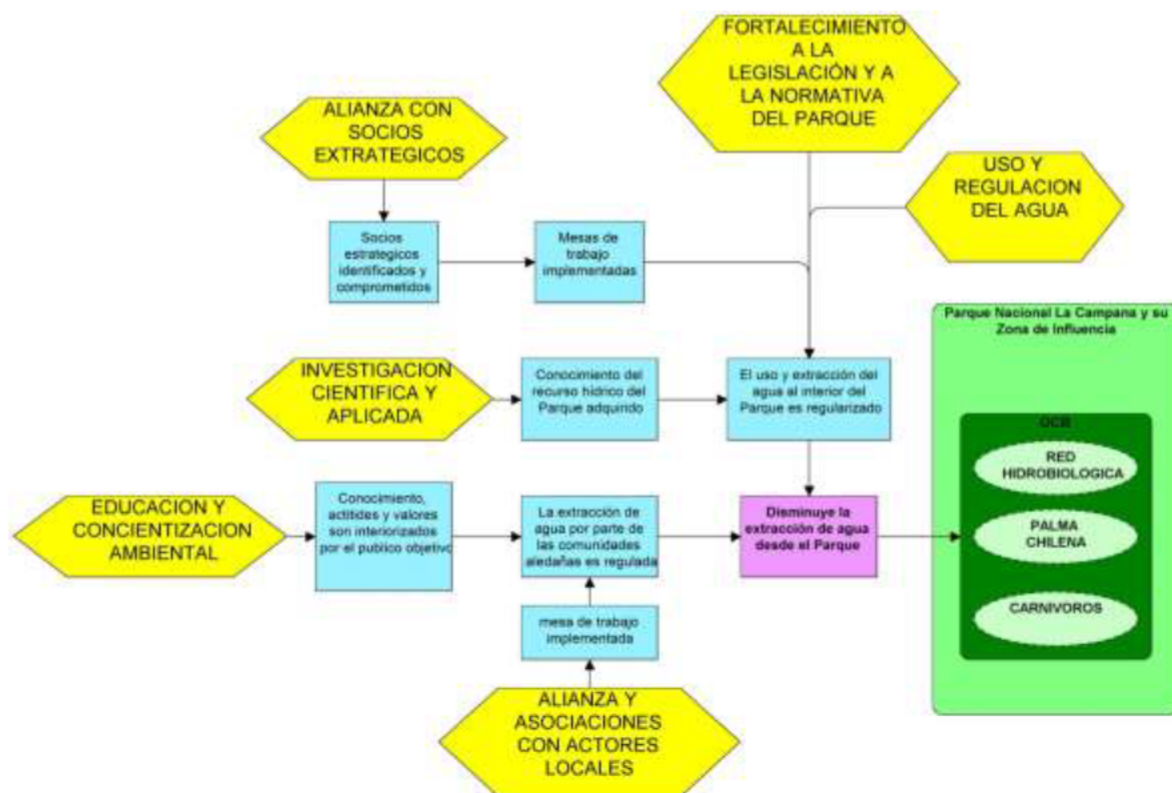 FORTALECIMIENTO
A LA
LEGISLACIÓN Y A
LA NORMATIVA
DEL PARQUE
ALIANZA CON
SOCIOS
EXTRATEGICOS
USO Y
REGULACION
DEL AGUA
Socios
estrategicos
identificados y
comprometidos
Mesas de
trabajo
implementadas
Parque Nacional La Campana y su
Zona de Influencia
INVESTIGACION
CIENTIFICA Y
APLICADA
Conocimiento del
recurso hídrico del
Parque adquirido
El uso y extracción del
agua al interior del
Parque es regularizado
OCB
RED
HIDROBIOLOGICA
PALMA
CHILENA
CARNIVOROS
EDUCACION Y
CONCIENTIZACION
AMBIENTAL
Conocimiento,
actitides y valores
son interiorizados
por el publico objetivo
La extracción de
agua por parte de
las comunidades
aledañas es regulada
Disminuye la
extracción de agua
desde el Parque
mesa de trabajo
implementada
ALIANZA Y
ASOCIACIONES
CON ACTORES
LOCALES